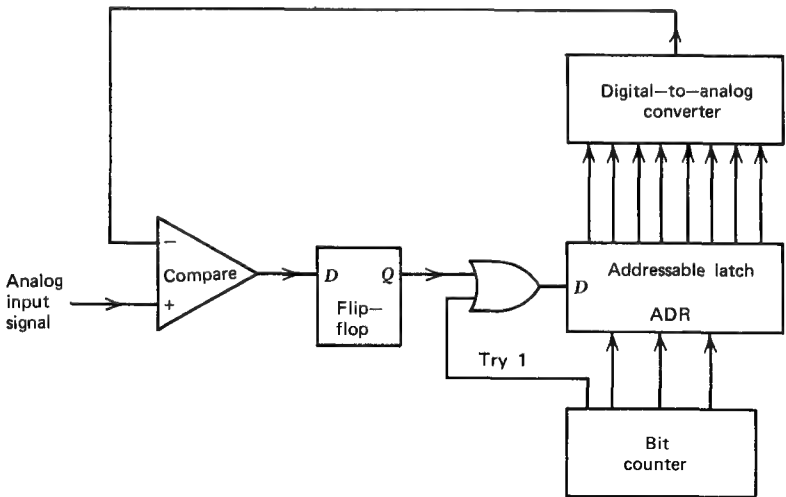 Digital—to—analog
converter
−
Compare
+
Analog
input
signal
D Q
Flip—
flop
D
Addressable latch
ADR
Try 1
Bit
counter